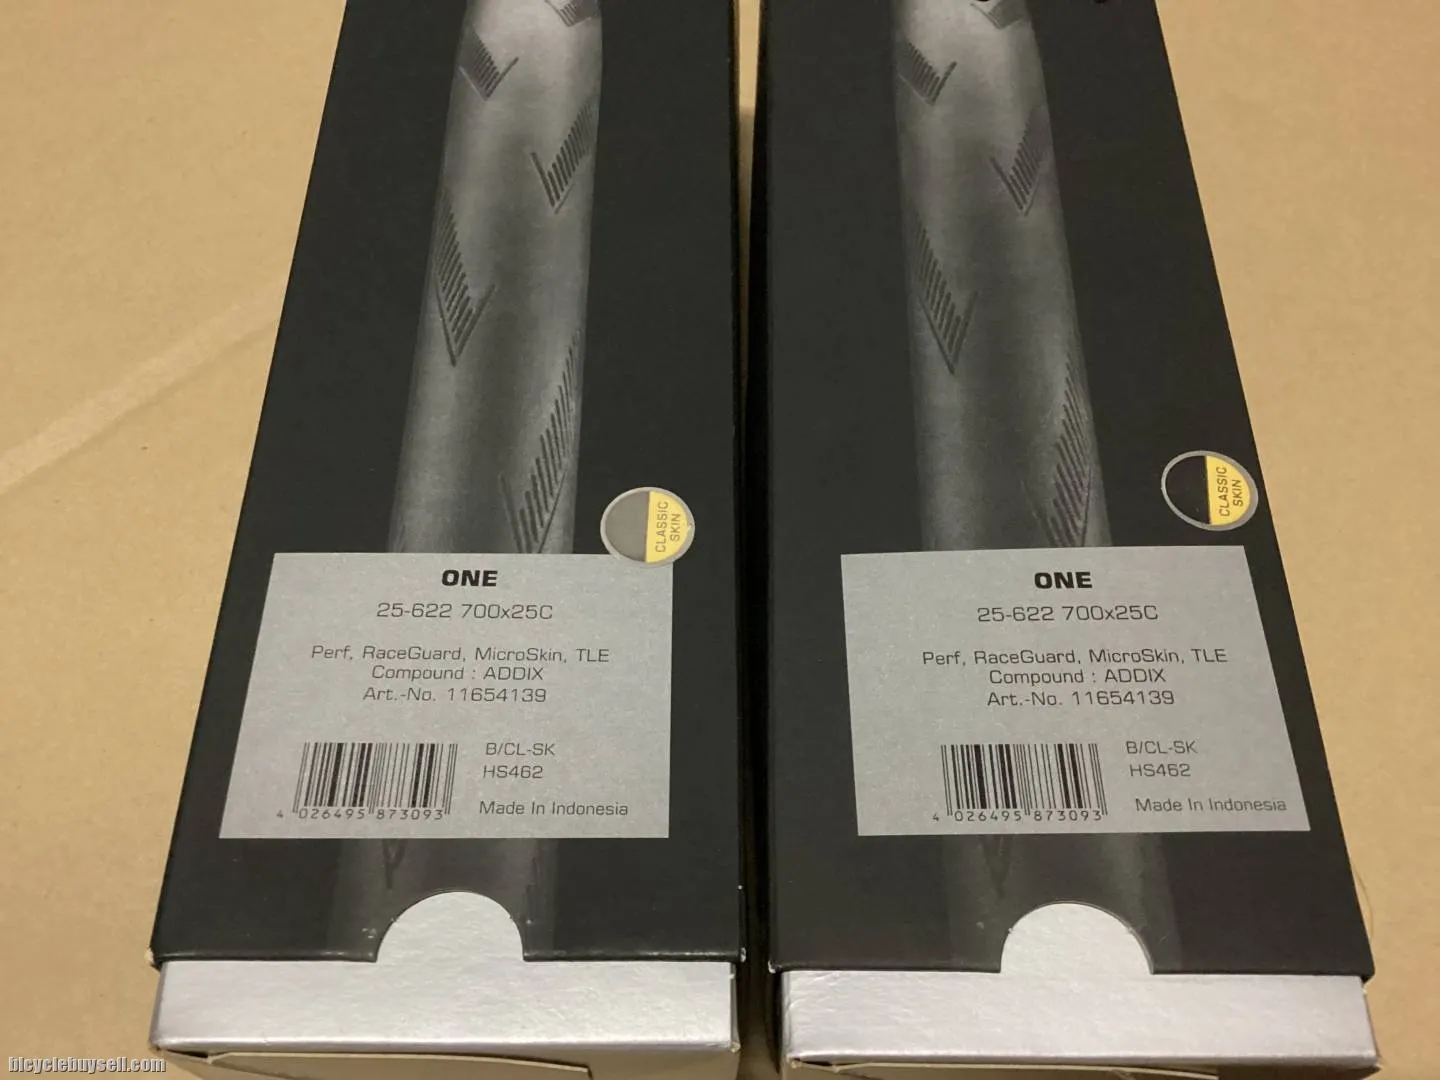 CLASSIC
SKIN
ONE
25-622 700x25C
Perf, RaceGuard, MicroSkin, TLE
Compound : ADDIX
Art.-No. 11654139
B/CL-SK
HS462
4 026495 873093
Made In Indonesia
CLASSIC
SKIN
ONE
25-622 700x25C
Perf, RaceGuard, MicroSkin, TLE
Compound : ADDIX
Art.-No. 11654139
B/CL-SK
HS462
4 026495 873093
Made In Indonesia
bicyclebuysell.com